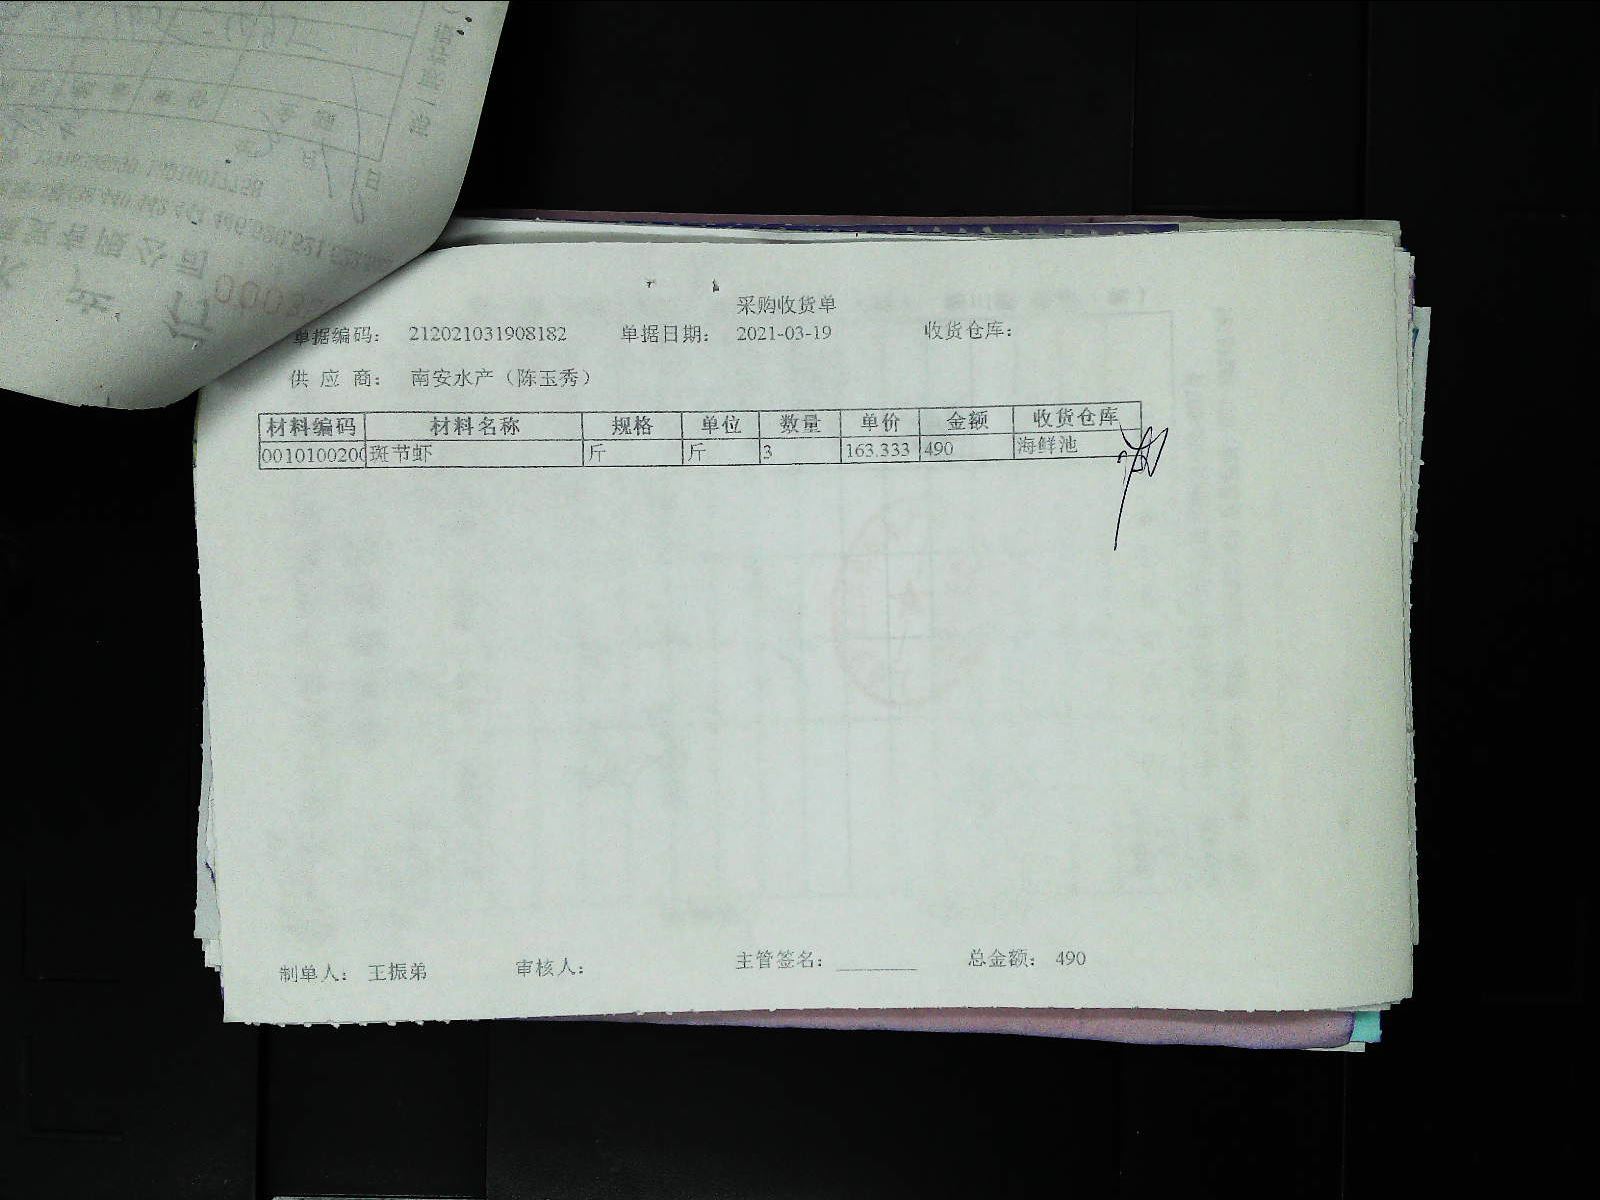 采购收货单
单据编码： 212021031908182 单据日期： 2021-03-19 收货仓库：
供 应 商： 南安水产（陈玉秀）
材料编码 材料名称 规格 单位 数量 单价 金额 收货仓库
0010100200 斑节虾 斤 斤 3 163.333 490 海鲜池
制单人： 王振弟 审核人： 主管签名： ________ 总金额： 490